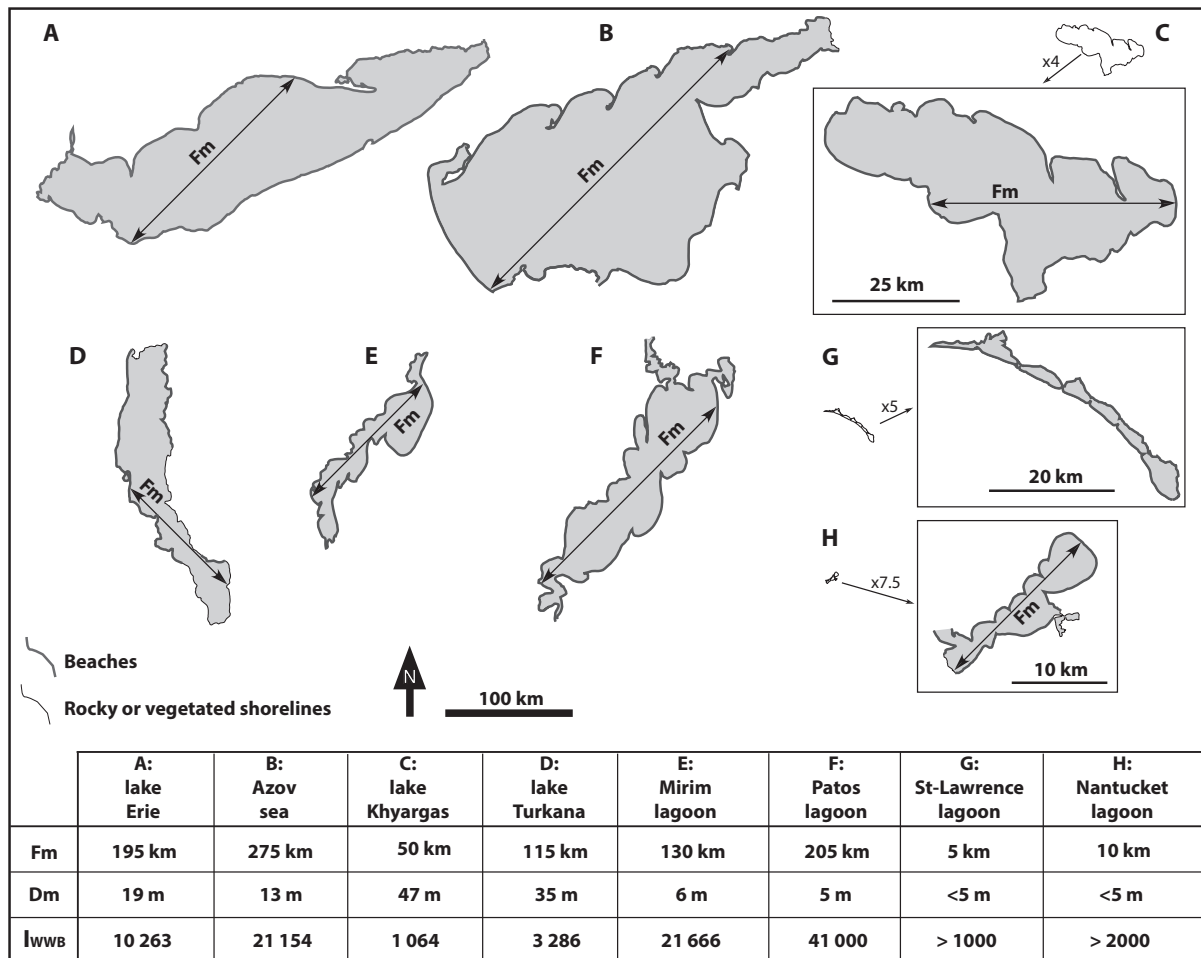 A
B
C
x4
Fm
Fm
Fm
25 km
D
E
F
G
x5
Fm
Fm
Fm
20 km
H
x7.5
Fm
10 km
Beaches
Rocky or vegetated shorelines
N
100 km
A: lake Erie
B: Azov sea
C: lake Khyargas
D: lake Turkana
E: Mirim lagoon
F: Patos lagoon
G: St-Lawrence lagoon
H: Nantucket lagoon
Fm 195 km 275 km 50 km 115 km 130 km 205 km 5 km 10 km
Dm 19 m 13 m 47 m 35 m 6 m 5 m <5 m <5 m
IWWB 10 263 21 154 1 064 3 286 21 666 41 000 > 1000 > 2000